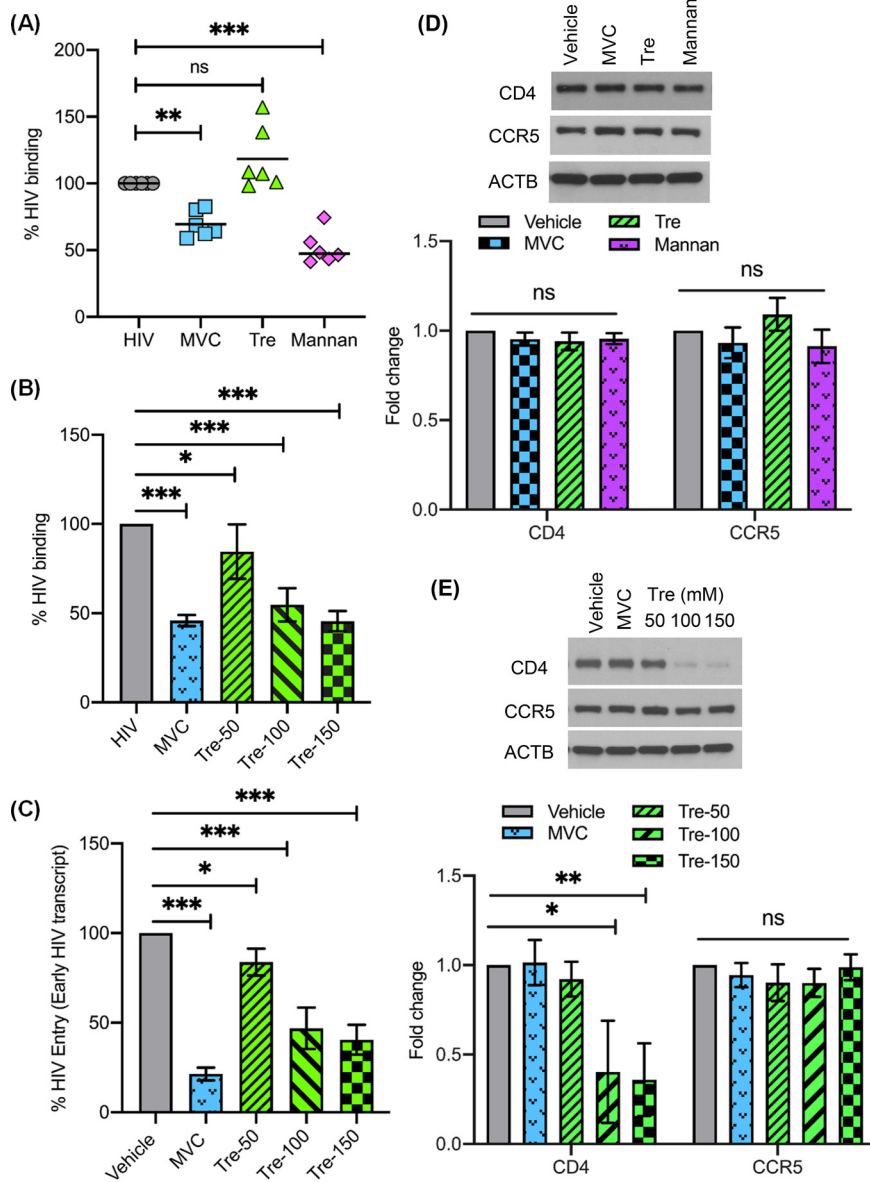 (A)
***
ns
**
200
150
100
50
0
% HIV binding
HIV MVC Tre Mannan
(B)
***
***
*
***
150
100
50
0
% HIV binding
HIV MVC Tre-50 Tre-100 Tre-150
(C)
***
***
*
***
150
100
50
0
% HIV Entry (Early HIV transcript)
Vehicle MVC Tre-50 Tre-100 Tre-150
(D)
Vehicle MVC Tre Mannan
CD4
CCR5
ACTB
Vehicle Tre
MVC Mannan
1.5
1.0
0.5
0.0
Fold change
ns ns
CD4 CCR5
(E)
Vehicle MVC Tre (mM)
50 100 150
CD4
CCR5
ACTB
Vehicle Tre-50
MVC Tre-100
Tre-150
1.5
1.0
0.5
0.0
Fold change
**
*
ns
CD4 CCR5